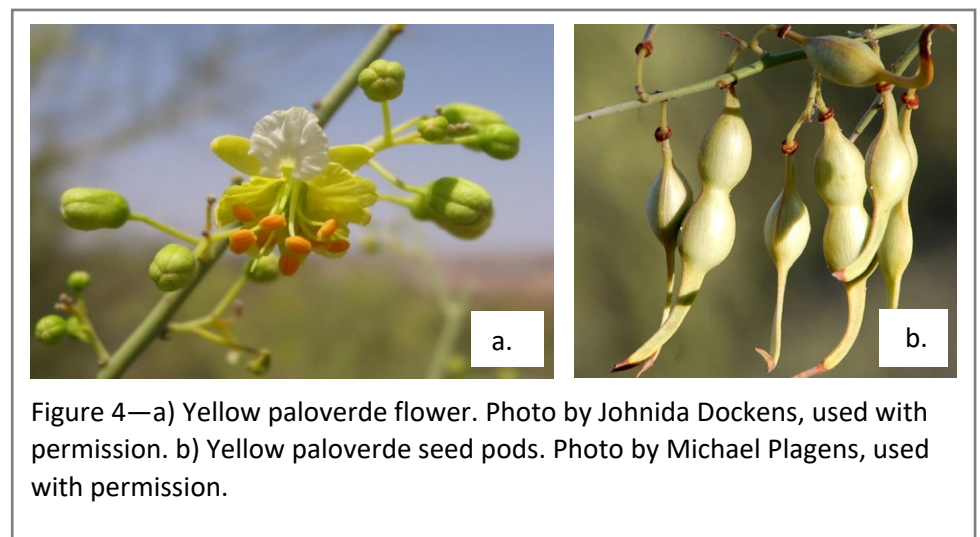 a.
b.
Figure 4—a) Yellow paloverde flower. Photo by Johnida Dockens, used with
permission. b) Yellow paloverde seed pods. Photo by Michael Plagens, used
with permission.